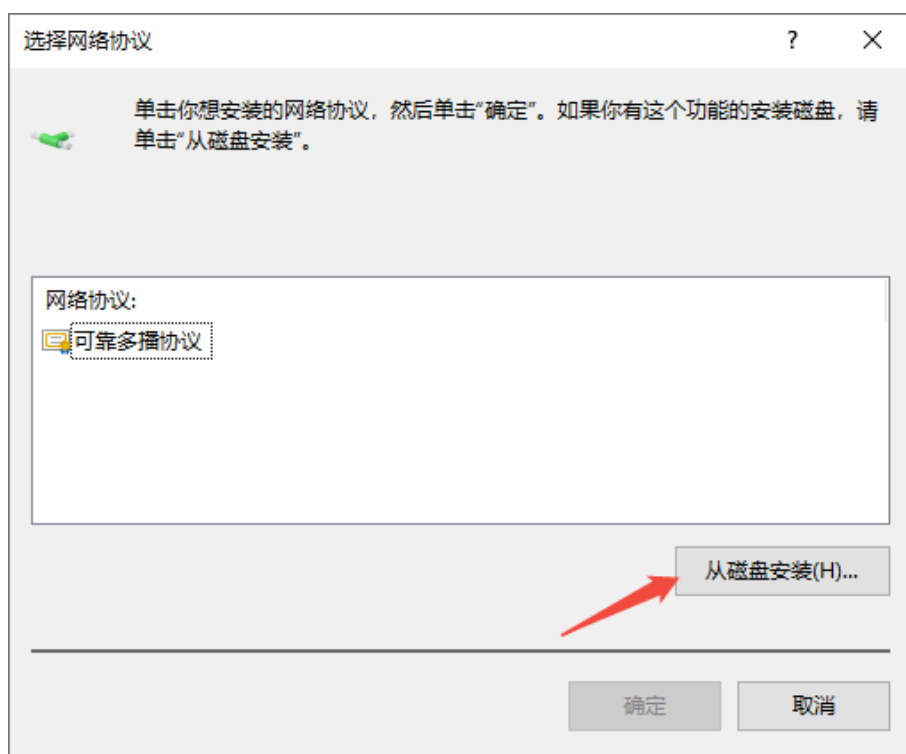 选择网络协议
?
单击你想安装的网络协议，然后单击“确定”。如果你有这个功能的安装磁盘，请
单击“从磁盘安装”。
网络协议:
可靠多播协议
从磁盘安装(H)...
确定
取消